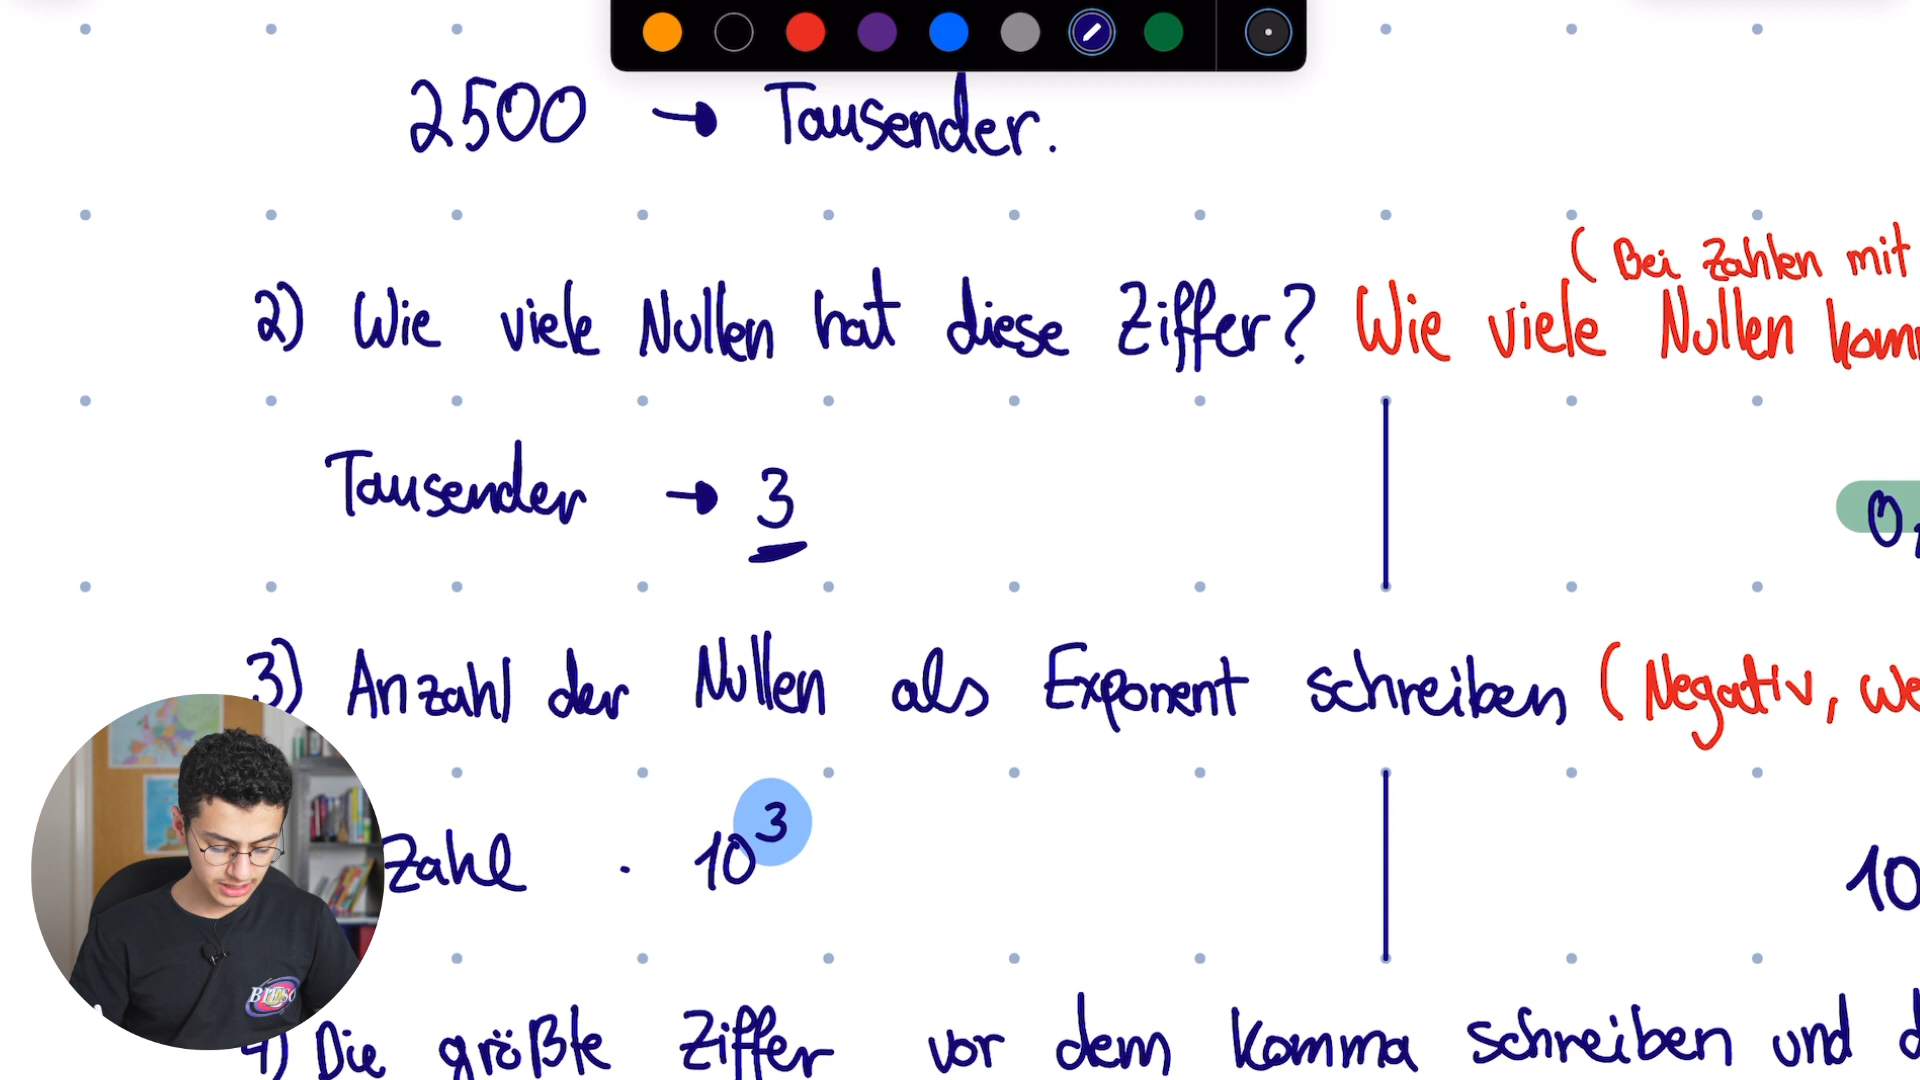 2500 → Tausender.
( Bei Zahlen mit
2) Wie viele Nullen hat diese Ziffer? Wie viele Nullen
Tausender → 3
0,
3) Anzahl der Nullen als Exponent schreiben ( Negativ,
Zahl · 10³
10
4) Die größte Ziffer vor dem Komma schreiben und